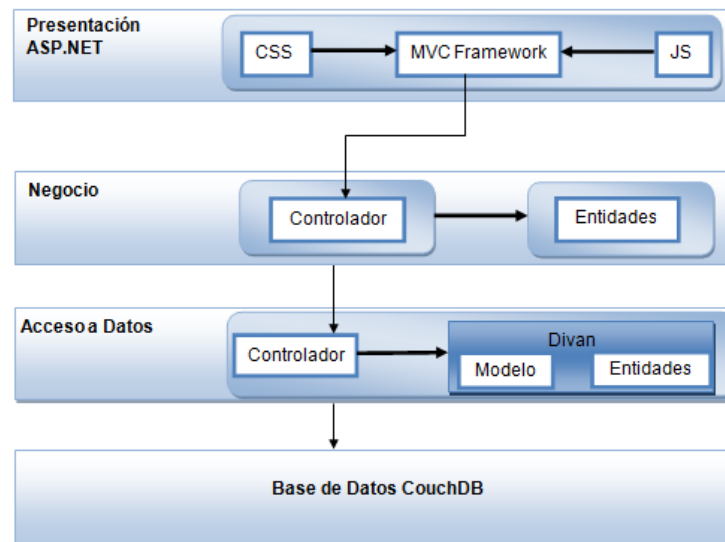 Presentación
ASP.NET
CSS
MVC Framework
JS
Negocio
Controlador
Entidades
Acceso a Datos
Controlador
Divan
Modelo
Entidades
Base de Datos CouchDB